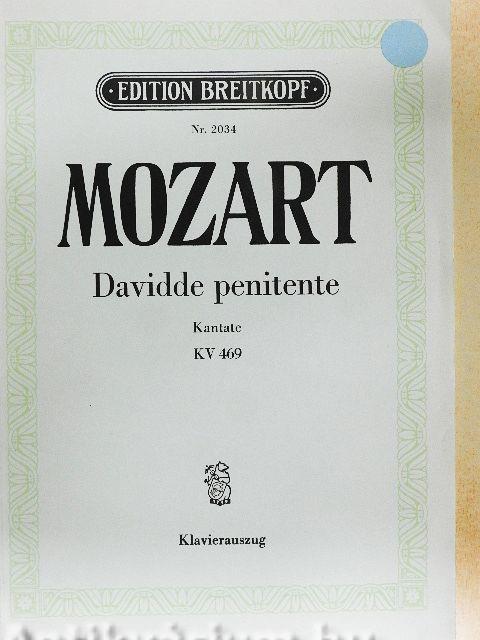 ·EDITION BREITKOPF·
Nr. 2034
MOZART
Davidde penitente
Kantate
KV 469
Klavierauszug